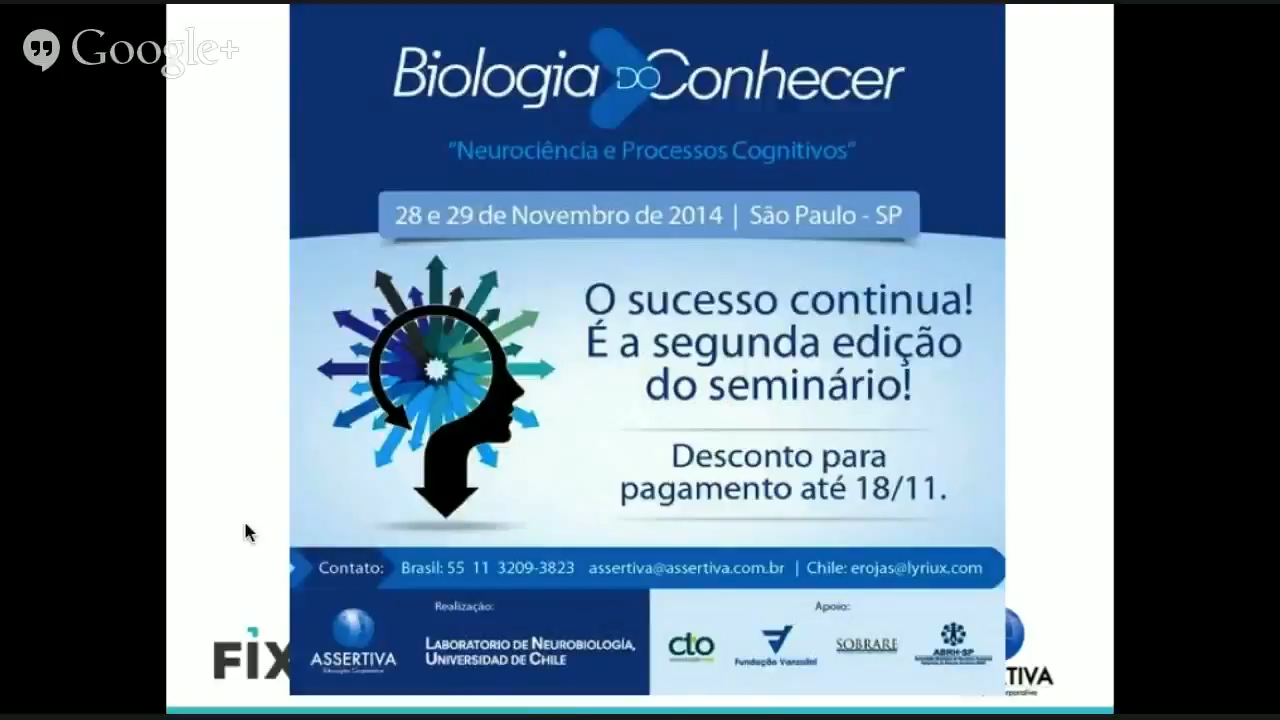 Google+
Biologia DO Conhecer
"Neurociência e Processos Cognitivos"
28 e 29 de Novembro de 2014 | São Paulo - SP
O sucesso continua!
É a segunda edição
do seminário!
Desconto para
pagamento até 18/11.
Contato: Brasil: 55 11 3209-3823 assertiva@assertiva.com.br | Chile: erojas@lyriux.com
Realização:
ASSERTIVA
Educação Corporativa
LABORATORIO DE NEUROBIOLOGÍA,
UNIVERSIDAD DE CHILE
Apoio:
cto
Fundação Vanzolini
SOBRARE
ABRH-SP
FIX
TIVA